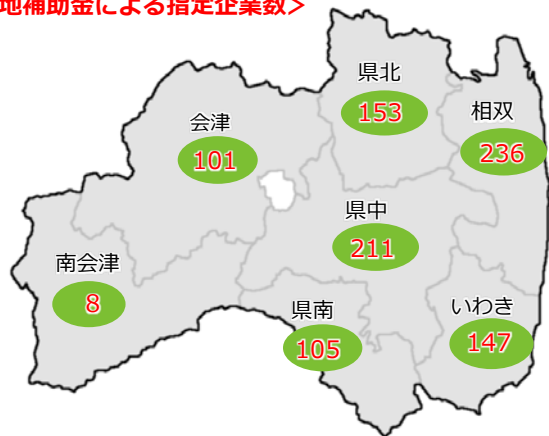 地補助金による指定企業数＞
県北
153
相双
236
会津
101
県中
211
南会津
8
県南
105
いわき
147